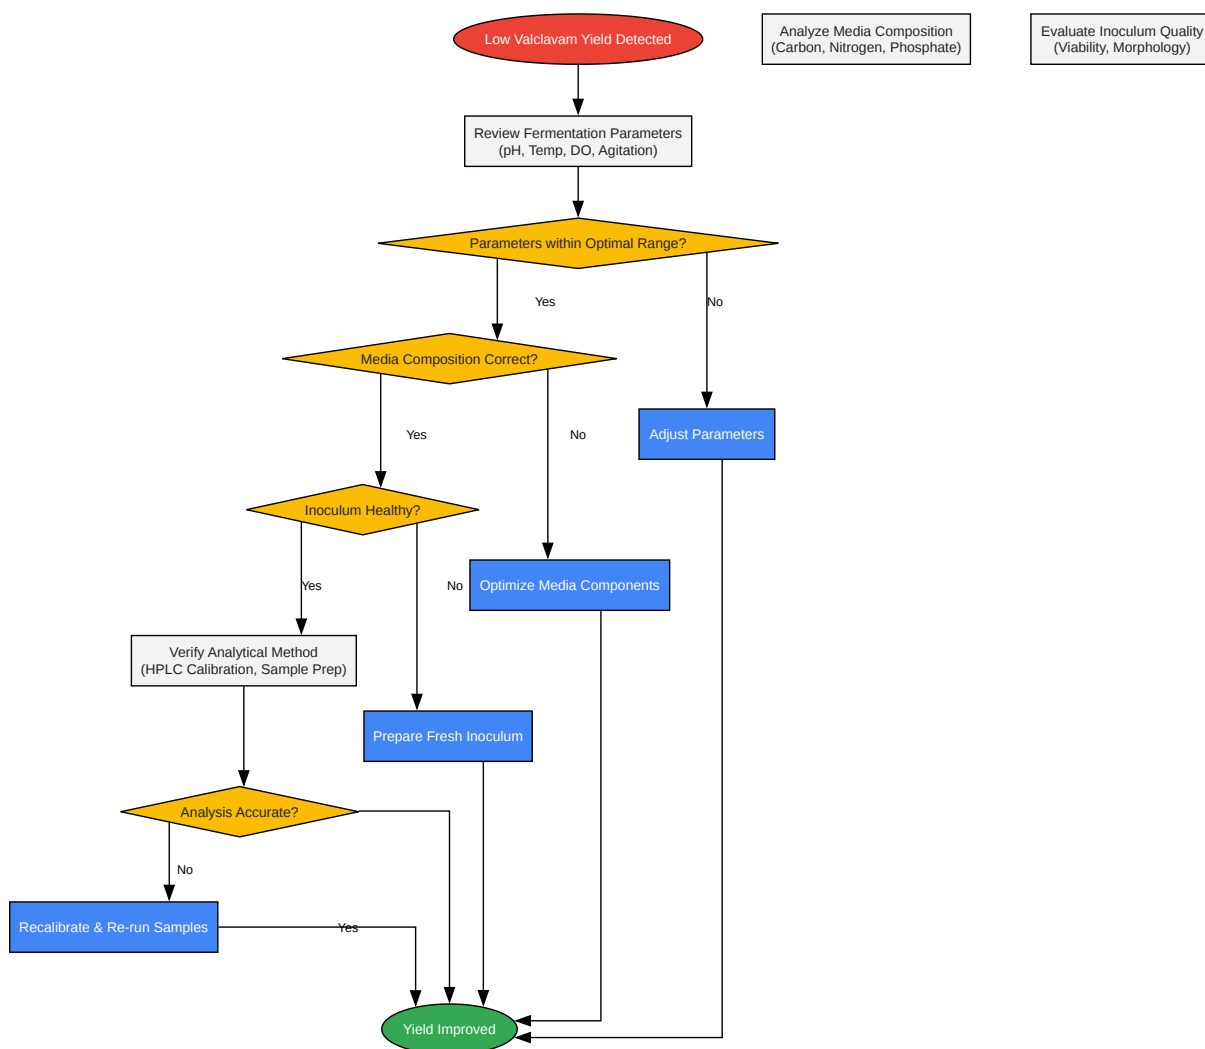 Low Valclavam Yield Detected
Analyze Media Composition
(Carbon, Nitrogen, Phosphate)
Evaluate Inoculum Quality
(Viability, Morphology)
Review Fermentation Parameters
(pH, Temp, DO, Agitation)
Parameters within Optimal Range?
Yes
No
Media Composition Correct?
Yes
No
Adjust Parameters
Inoculum Healthy?
Yes
No
Optimize Media Components
Verify Analytical Method
(HPLC Calibration, Sample Prep)
Prepare Fresh Inoculum
Analysis Accurate?
No
Recalibrate & Re-run Samples
Yes
Yield Improved